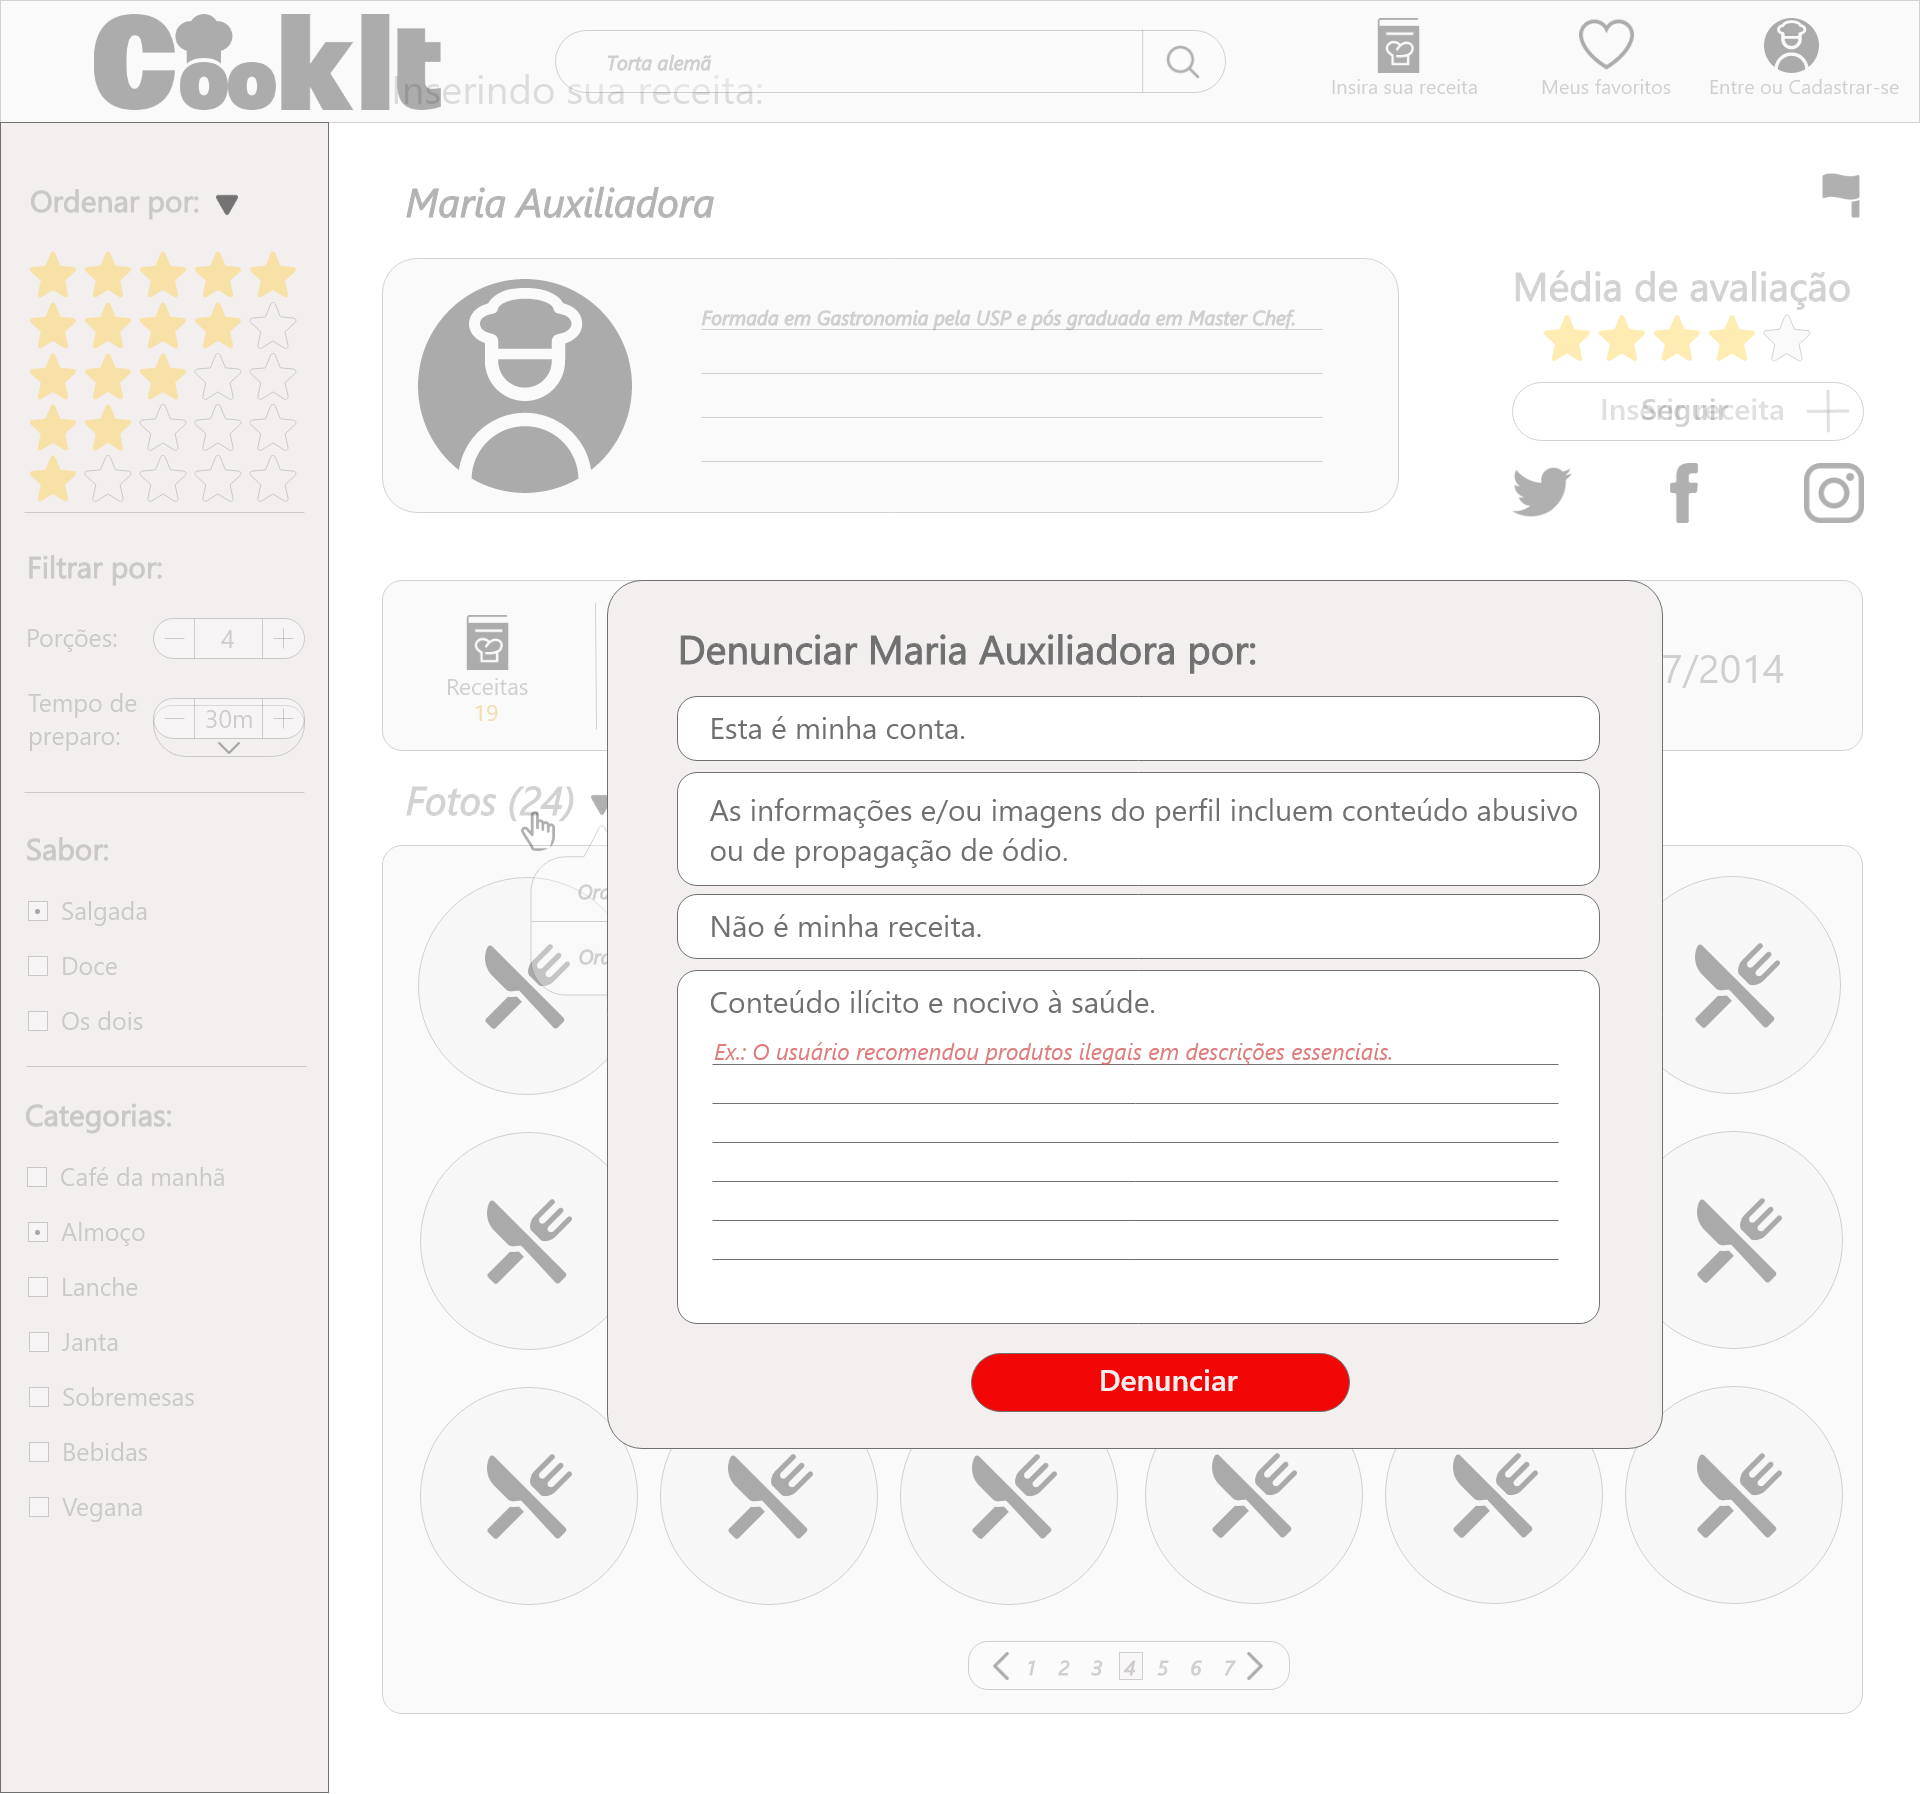 CookIt
Torta alemã
Inserindo sua receita:
Insira sua receita
Meus favoritos
Entre ou Cadastrar-se
Ordenar por:
Filtrar por:
Porções:
4
Tempo de
preparo:
30m
Sabor:
Salgada
Doce
Os dois
Categorias:
Café da manhã
Almoço
Lanche
Janta
Sobremesas
Bebidas
Vegana
Maria Auxiliadora
Formada em Gastronomia pela USP e pós graduada em Master Chef.
Média de avaliação
Inserir receita
Seguir
Receitas
19
7/2014
Fotos (24)
Denunciar Maria Auxiliadora por:
Esta é minha conta.
As informações e/ou imagens do perfil incluem conteúdo abusivo
ou de propagação de ódio.
Não é minha receita.
Conteúdo ilícito e nocivo à saúde.
Ex.: O usuário recomendou produtos ilegais em descrições essenciais.
Denunciar
1 2 3 4 5 6 7